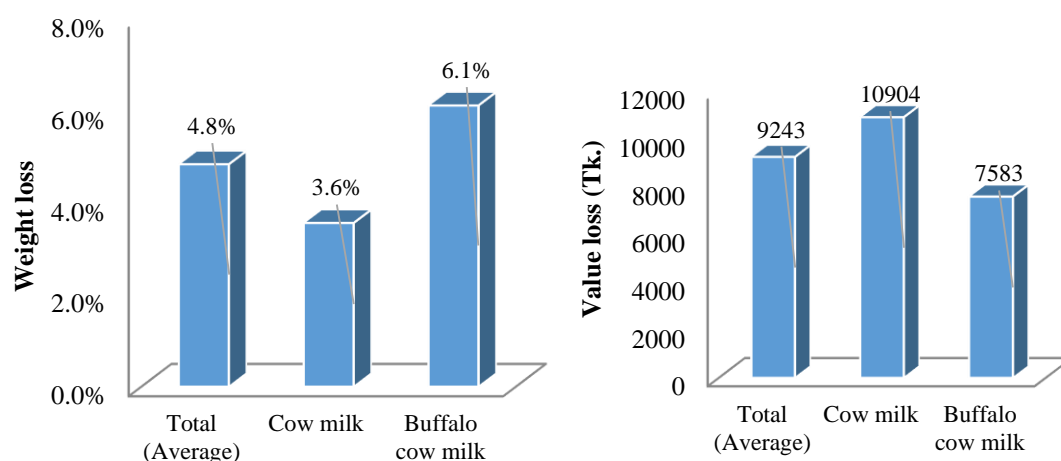 8.0%
6.0%
4.0%
2.0%
0.0%
Weight loss
4.8%
3.6%
6.1%
Total
(Average)
Cow milk
Buffalo
cow milk
12000
10000
8000
6000
4000
2000
0
Value loss (Tk.)
9243
10904
7583
Total
(Average)
Cow milk
Buffalo
cow milk